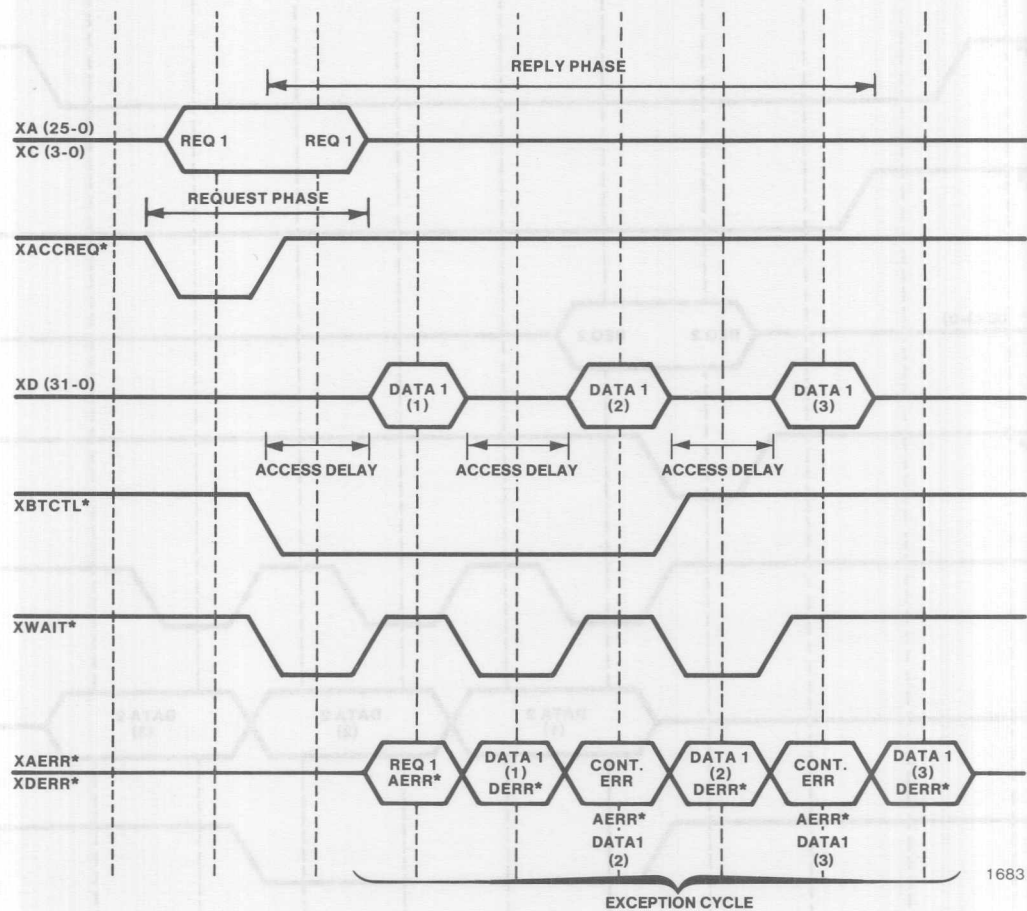 REPLY PHASE
XA (25-0)
XC (3-0)
REQ 1 REQ 1
REQUEST PHASE
XACCREQ*
XD (31-0)
DATA 1
(1)
DATA 1
(2)
DATA 1
(3)
ACCESS DELAY ACCESS DELAY ACCESS DELAY
XBTCTL*
XWAIT*
XAERR*
XDERR*
REQ 1
AERR*
DATA 1
(1)
DERR*
CONT.
ERR
DATA 1
(2)
DERR*
CONT.
ERR
DATA 1
(3)
DERR*
AERR*
DATA1
(2)
AERR*
DATA1
(3)
1683
EXCEPTION CYCLE